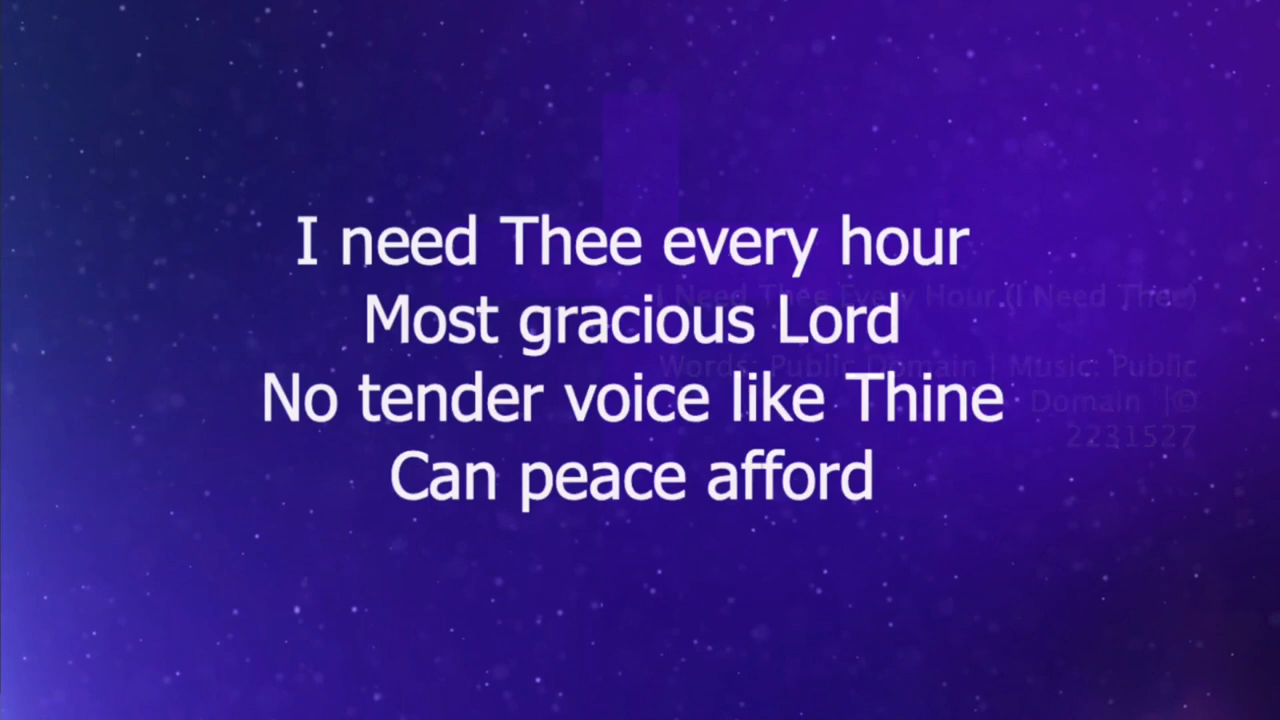 I need Thee every hour
Most gracious Lord
No tender voice like Thine
Can peace afford
I Need Thee Every Hour (I Need Thee)
Words: Public Domain | Music: Public
Domain |©
2231527